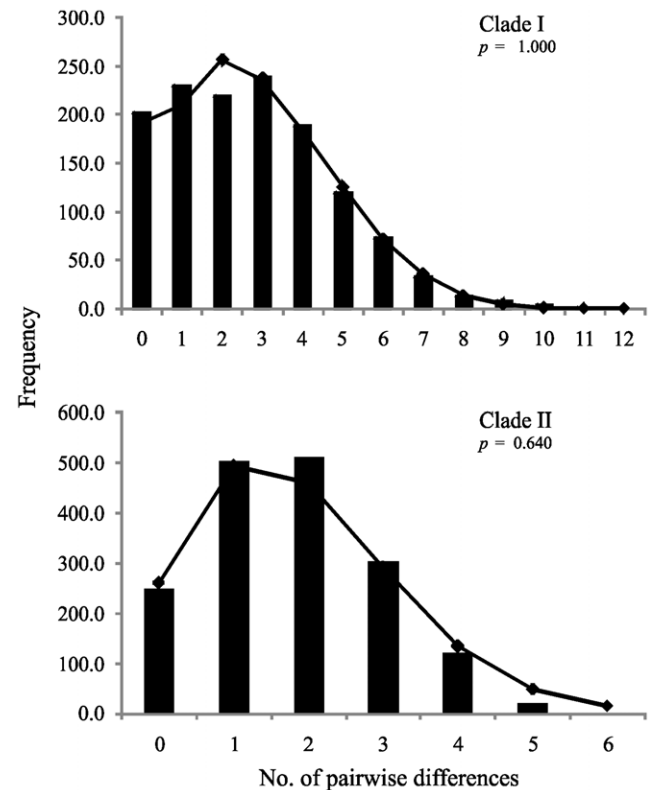 Clade I
p = 1.000
300.0
250.0
200.0
150.0
100.0
50.0
0.0
0 1 2 3 4 5 6 7 8 9 10 11 12
Frequency
Clade II
p = 0.640
600.0
500.0
400.0
300.0
200.0
100.0
0.0
0 1 2 3 4 5 6
No. of pairwise differences